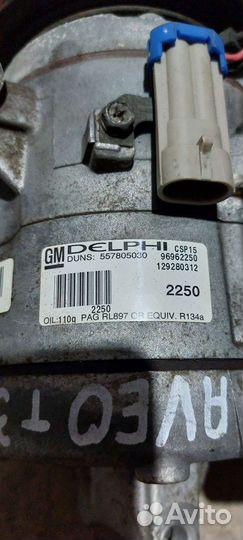 GM DELPHI CSP15
DUNS: 557805030 96962250
129280312
2250
2250
OIL:110g PAG RL897 OR EQUIV. R134a
AVEO T3
Avito